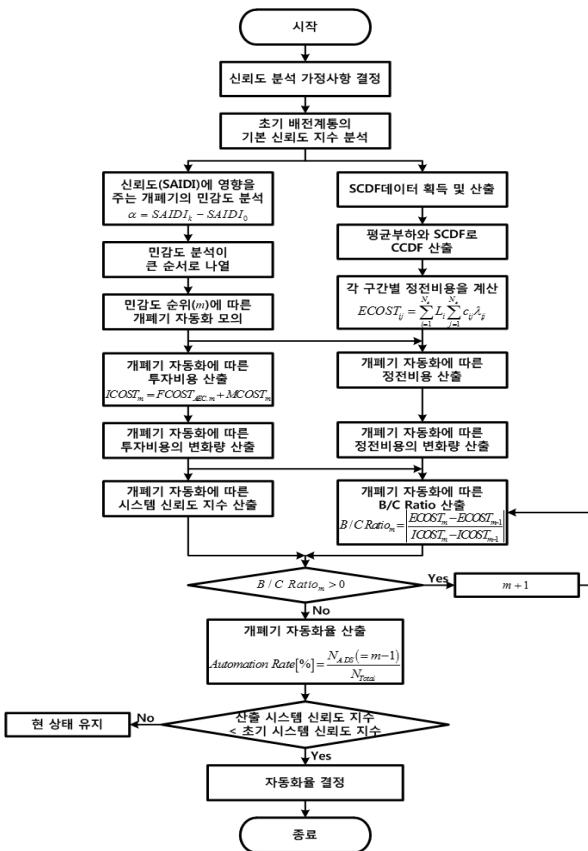 시작
신뢰도 분석 가정사항 결정
초기 배전계통의
기본 신뢰도 지수 분석
신뢰도(SAIDI)에 영향을
주는 개폐기의 민감도 분석
α = SAIDI_k − SAIDI_0
민감도 분석이
큰 순서로 나열
민감도 순위(m)에 따른
개폐기 자동화 모의
개폐기 자동화에 따른
투자비용 산출
ICOST_m = FCOST_AEC.m + MCOST_m
개폐기 자동화에 따른
투자비용의 변화량 산출
개폐기 자동화에 따른
시스템 신뢰도 지수 산출
SCDF데이터 획득 및 산출
평균부하와 SCDF로
CCDF 산출
각 구간별 정전비용을 계산
ECOST_ij = ∑ L_i ∑ c_ij λ_ij
개폐기 자동화에 따른
정전비용 산출
개폐기 자동화에 따른
정전비용의 변화량 산출
개폐기 자동화에 따른
B/C Ratio 산출
B/C Ratio_m = |(ECOST_m − ECOST_m-1) / (ICOST_m − ICOST_m-1)|
B / C Ratio_m > 0
Yes
m + 1
No
개폐기 자동화율 산출
Automation Rate[%] = N_ADS(= m−1) / N_Total
산출 시스템 신뢰도 지수
< 초기 시스템 신뢰도 지수
No
현 상태 유지
Yes
자동화율 결정
종료